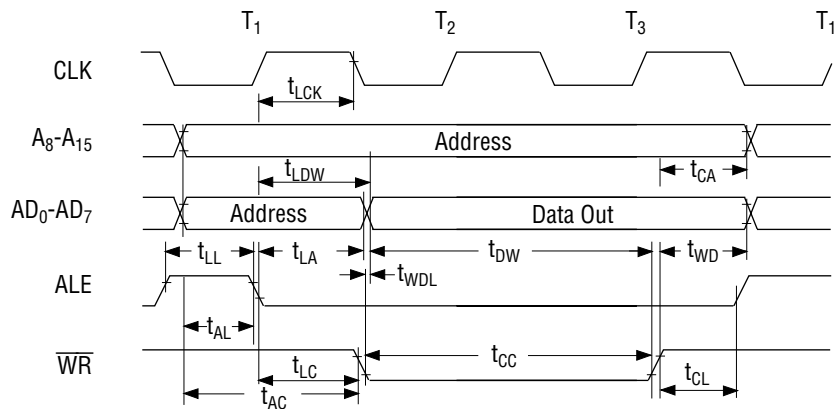 T1 T2 T3 T1
CLK
tLCK
A8-A15 Address
tLDW tCA
AD0-AD7 Address Data Out
tLL tLA tDW tWD
tWDL
ALE
tAL
WR tLC tCC tCL
tAC